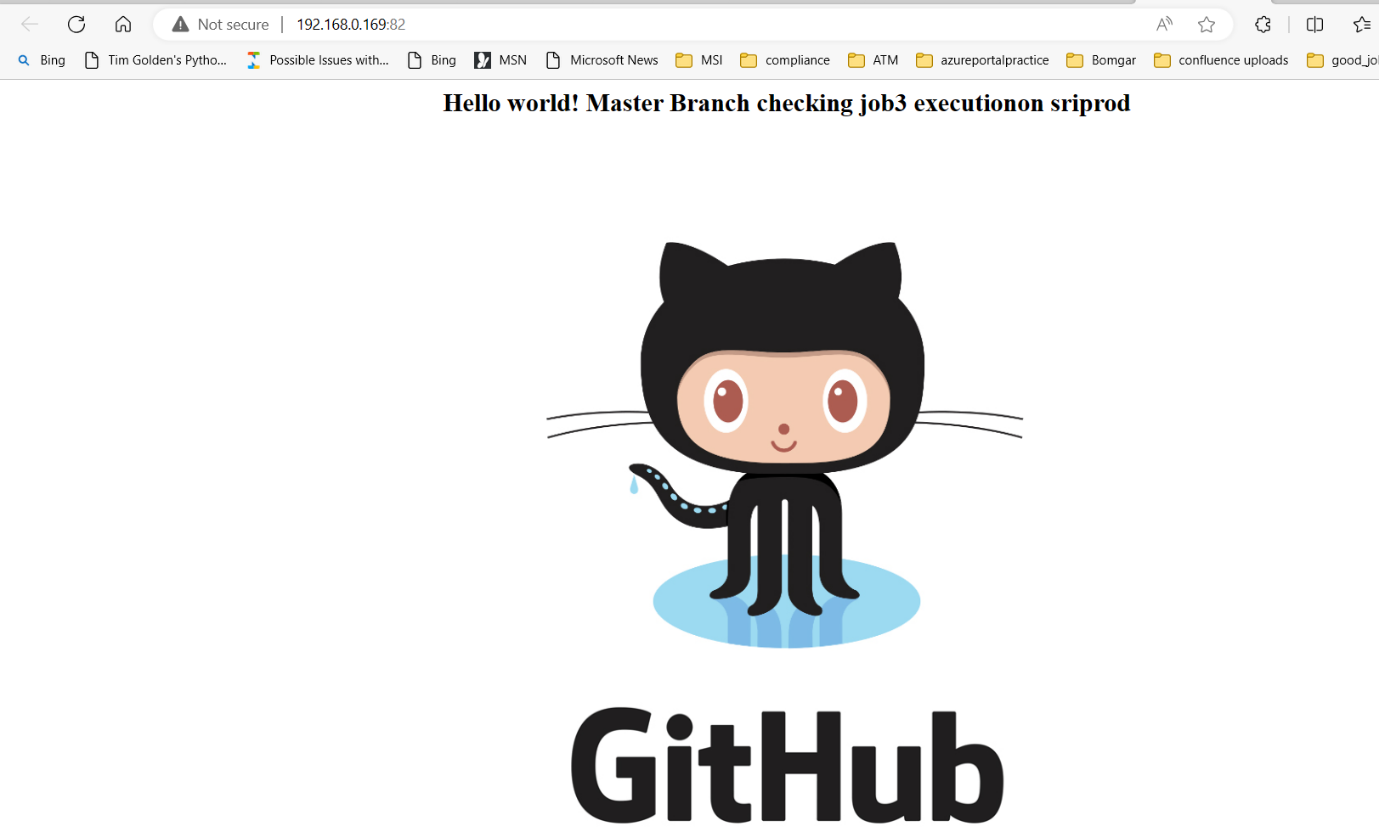 Not secure | 192.168.0.169:82
Bing Tim Golden's Pytho... Possible Issues with... Bing MSN Microsoft News MSI compliance ATM azureportalpractice Bomgar confluence uploads good_jo
Hello world! Master Branch checking job3 executionon sriprod
GitHub